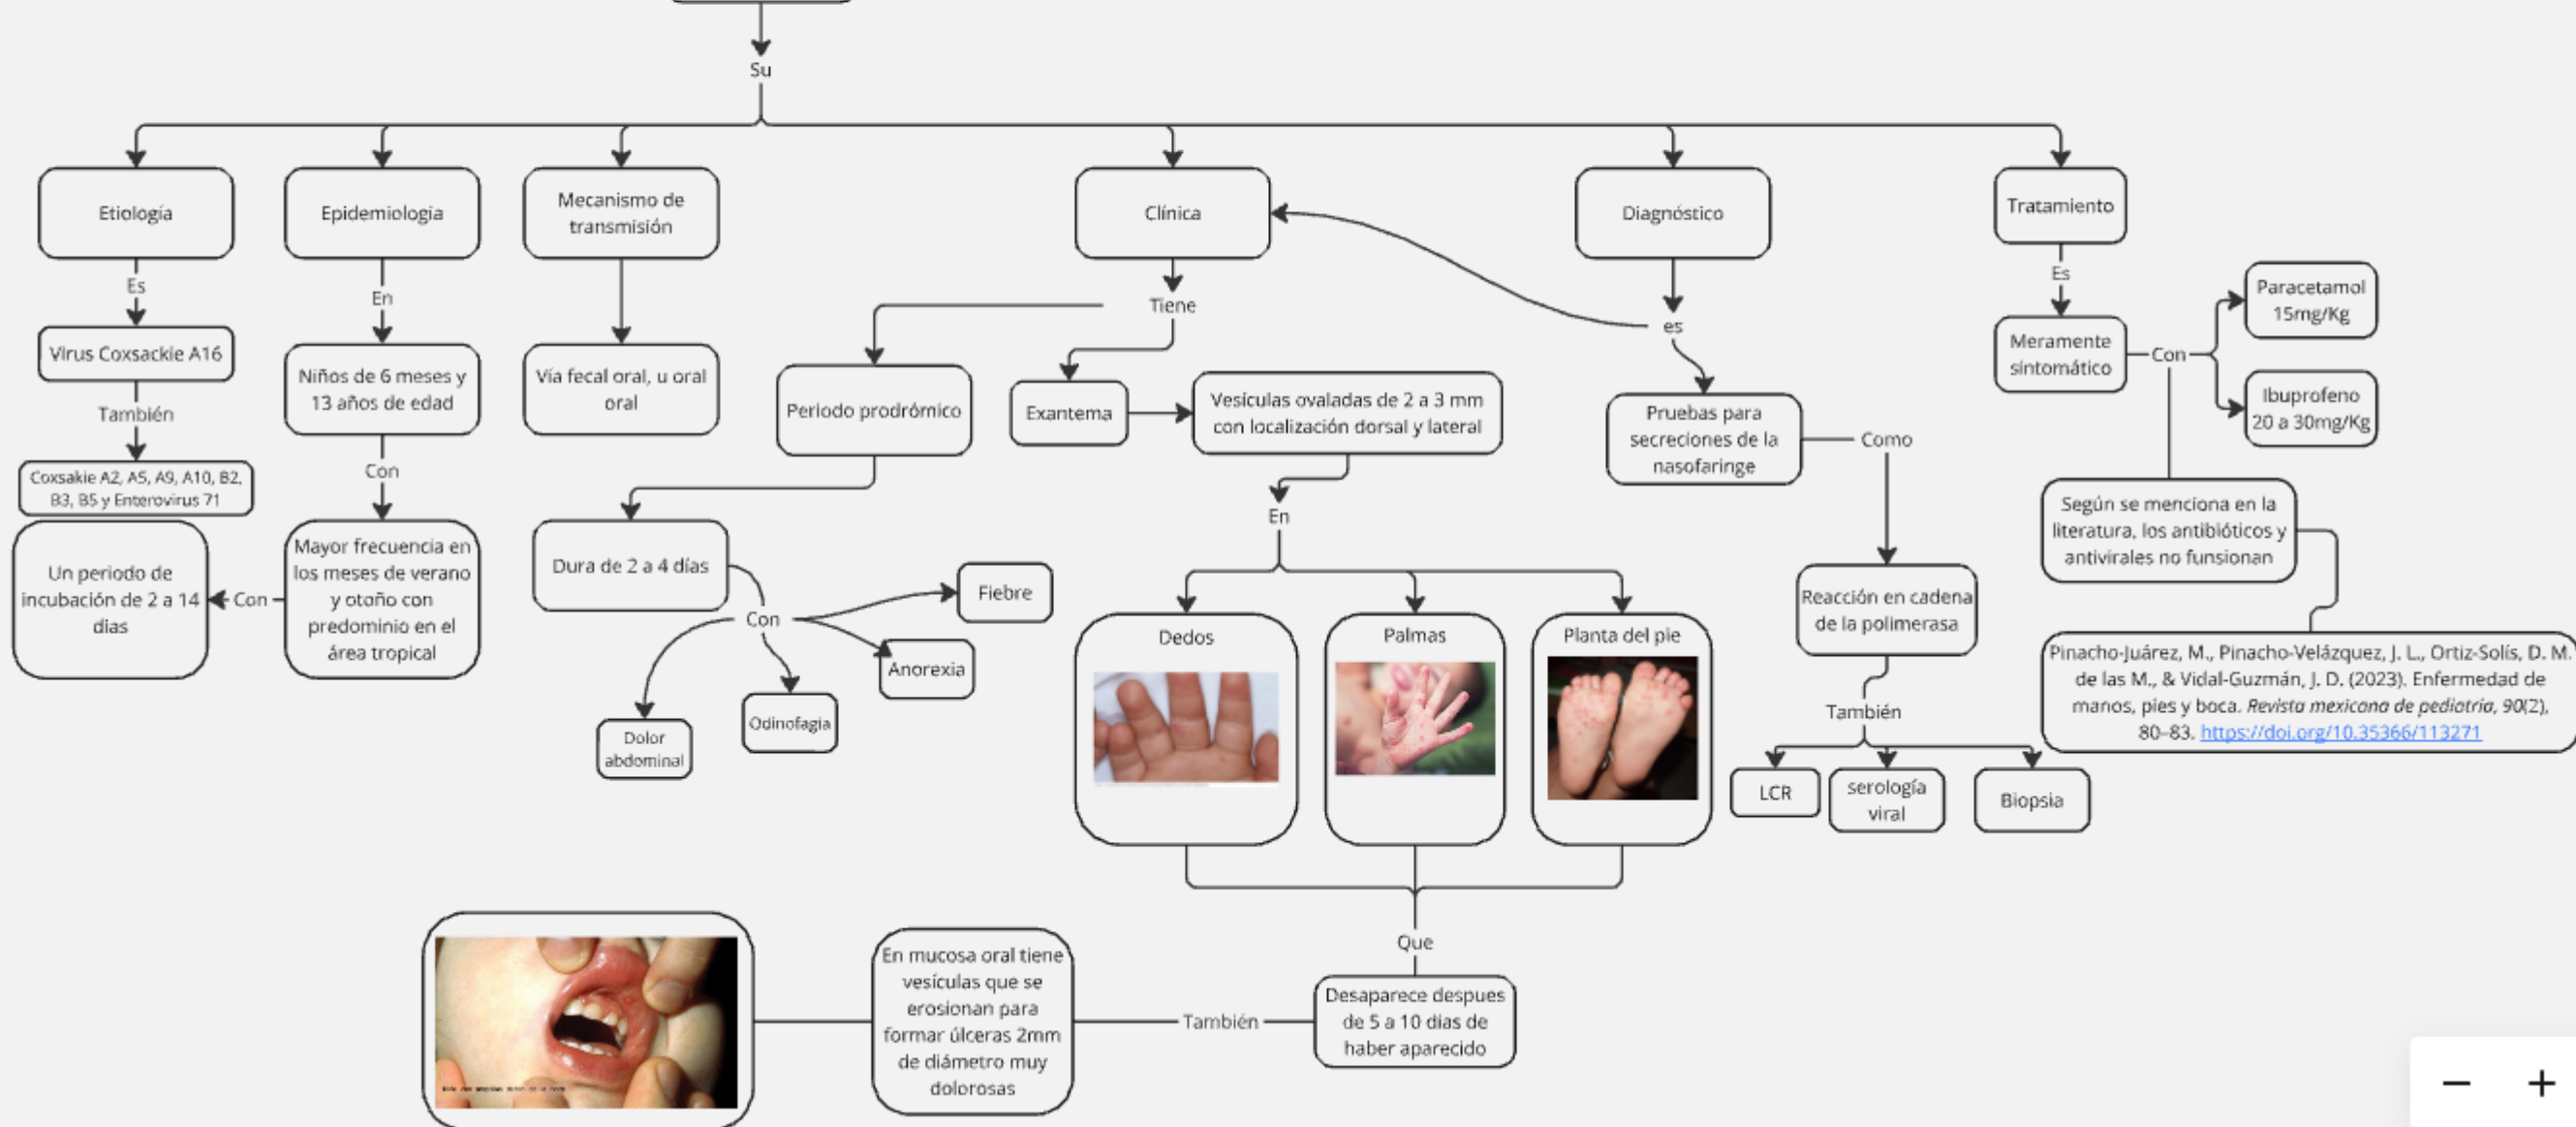 Su
Etiología
Es
Virus Coxsackie A16
También
Coxsakie A2, A5, A9, A10, B2,
B3, B5 y Enterovirus 71
Epidemiología
En
Niños de 6 meses y
13 años de edad
Con
Mayor frecuencia en
los meses de verano
y otoño con
predominio en el
área tropical
Con
Un periodo de
incubación de 2 a 14
días
Mecanismo de
transmisión
Vía fecal oral, u oral
oral
Clínica
Tiene
Periodo prodrómico
Dura de 2 a 4 días
Con
Fiebre
Anorexia
Odinofagia
Dolor
abdominal
Exantema
Vesículas ovaladas de 2 a 3 mm
con localización dorsal y lateral
En
Dedos
Palmas
Planta del pie
Que
Desaparece despues
de 5 a 10 días de
haber aparecido
También
En mucosa oral tiene
vesículas que se
erosionan para
formar úlceras 2mm
de diámetro muy
dolorosas
Diagnóstico
es
Pruebas para
secreciones de la
nasofaringe
Como
Reacción en cadena
de la polimerasa
También
LCR
serología
viral
Biopsia
Tratamiento
Es
Meramente
sintomático
Con
Paracetamol
15mg/Kg
Ibuprofeno
20 a 30mg/Kg
Según se menciona en la
literatura, los antibióticos y
antivirales no funsionan
Pinacho-Juárez, M., Pinacho-Velázquez, J. L., Ortiz-Solís, D. M.
de las M., & Vidal-Guzmán, J. D. (2023). Enfermedad de
manos, pies y boca. Revista mexicana de pediatría, 90(2),
80–83. https://doi.org/10.35366/113271